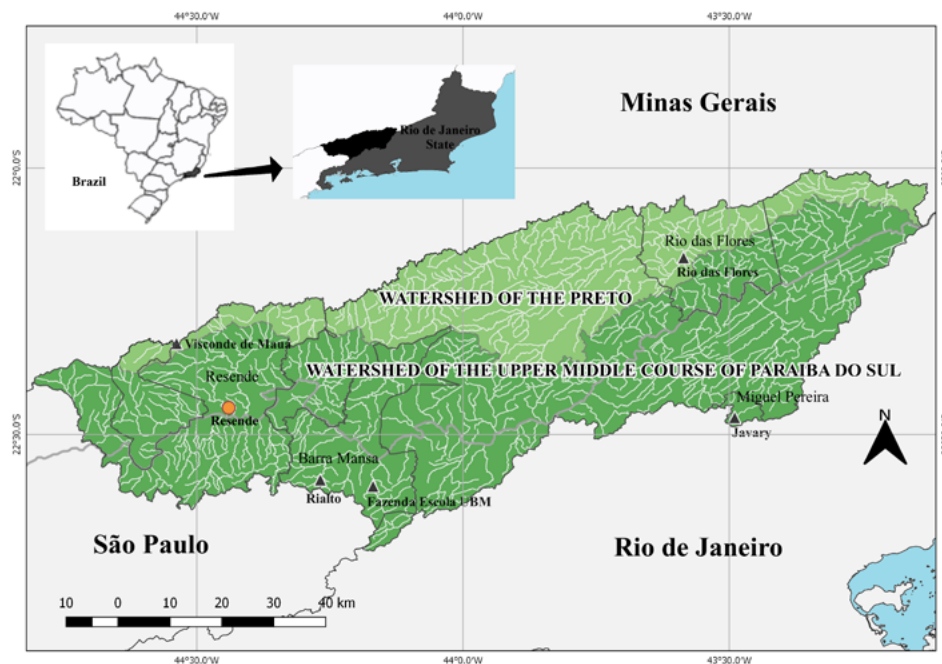 44°30.0'W
44°0.0'W
43°30.0'W
Minas Gerais
Rio de Janeiro
State
Brazil
22°0.0'S
Rio das Flores
Rio das Flores
WATERSHED OF THE PRETO
Visconde de Mauá
WATERSHED OF THE UPPER MIDDLE COURSE OF PARAIBA DO SUL
Resende
Miguel Pereira
Resende
Javary
N
22°30.0'S
Barra Mansa
Rialto
Fazenda Escola UBM
São Paulo
Rio de Janeiro
10 0 10 20 30 40 km
44°30.0'W
44°0.0'W
43°30.0'W